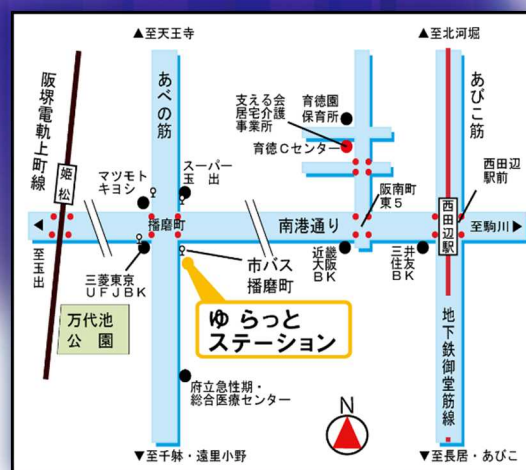 ▲至天王寺
▲至北河堀
阪堺電軌上町線
姫松
あべの筋
あびこ筋
支える会
居宅介護
事業所
育徳園
保育所
育徳Cセンター
マツモト
キヨシ
スーパー
玉出
阪南町
東5
西田辺
駅前
西田辺駅
◀
至玉出
播磨町
南港通り
至駒川▶
三菱東京
UFJBK
市バス
播磨町
近畿
大阪
BK
三井
住友
BK
万代池
公園
ゆらっと
ステーション
地下鉄御堂筋線
府立急性期・
総合医療センター
N
▼至千躰・遠里小野
▼至長居・あびこ